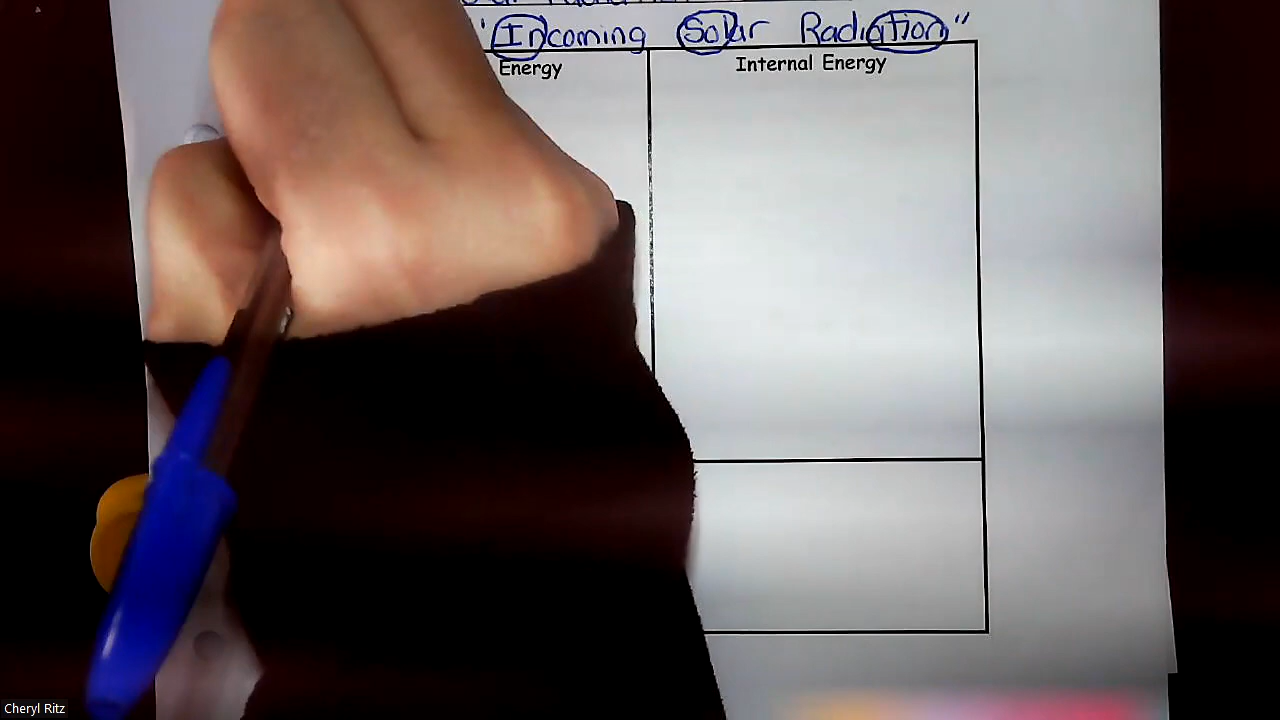 "Incoming Solar Radiation"
Energy
Internal Energy
Cheryl Ritz